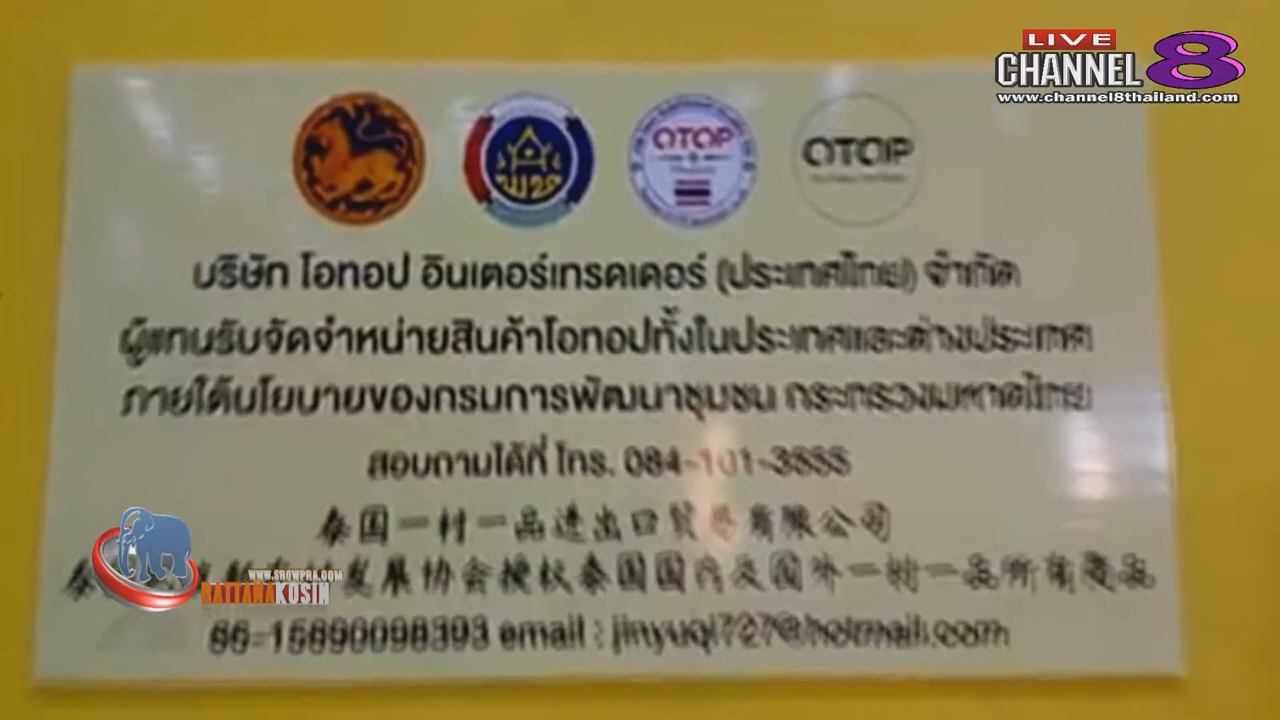 LIVE
CHANNEL 8
www.channel8thailand.com
พช
OTOP
OTOP
บริษัท โอทอป อินเตอร์เทรดเดอร์ (ประเทศไทย) จำกัด
ผู้แทนรับจัดจำหน่ายสินค้าโอทอปทั้งในประเทศและต่างประเทศ
ภายใต้นโยบายของกรมการพัฒนาชุมชน กระทรวงมหาดไทย
สอบถามได้ที่ โทร. 084-101-3555
泰国一村一品进出口贸易有限公司
发展协会授权泰国国内及国外一村一品所有产品
86-15890098393 email : jinyuqi727@hotmail.com
WWW.SHOWPRA.COM
RATTANAKOSIN